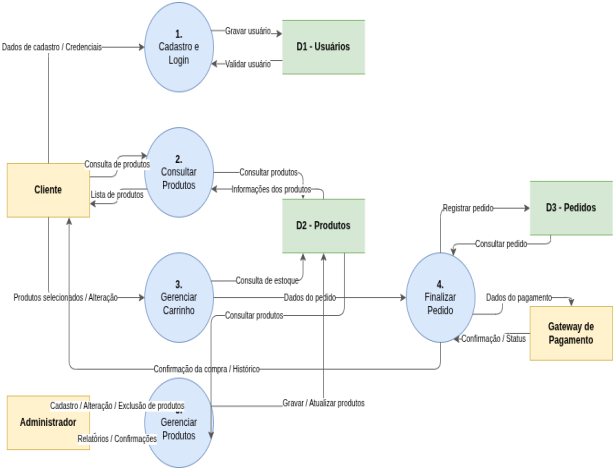 1.
Cadastro e
Login
Dados de cadastro / Credenciais
Gravar usuário
D1 - Usuários
Validar usuário
2.
Consultar
Produtos
Consulta de produtos
Consultar produtos
Cliente
Lista de produtos
Informações dos produtos
D2 - Produtos
Registrar pedido
D3 - Pedidos
Consultar pedido
3.
Gerenciar
Carrinho
Consulta de estoque
Produtos selecionados / Alteração
Dados do pedido
Consultar produtos
4.
Finalizar
Pedido
Dados do pagamento
Gateway de
Pagamento
Confirmação / Status
Confirmação da compra / Histórico
Cadastro / Alteração / Exclusão de produtos
Gravar / Atualizar produtos
Administrador
Gerenciar
Produtos
Relatórios / Confirmações